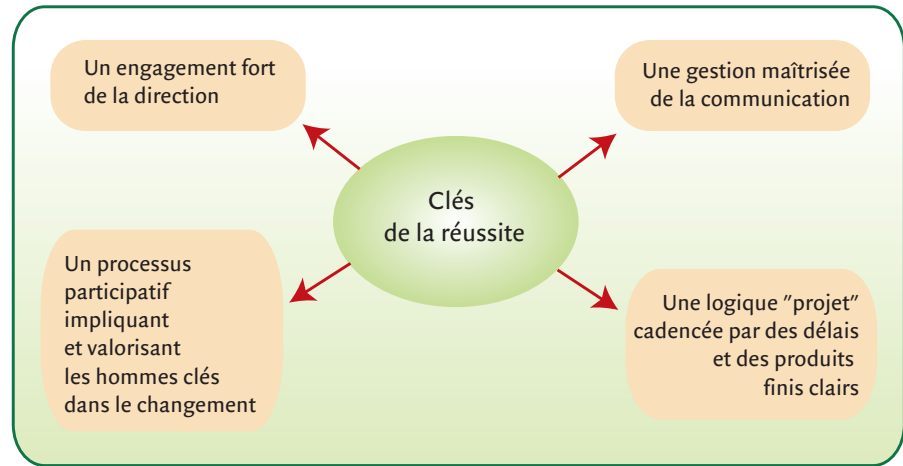 Un engagement fort
de la direction
Une gestion maîtrisée
de la communication
Clés
de la réussite
Un processus
participatif
impliquant
et valorisant
les hommes clés
dans le changement
Une logique "projet"
cadencée par des délais
et des produits
finis clairs